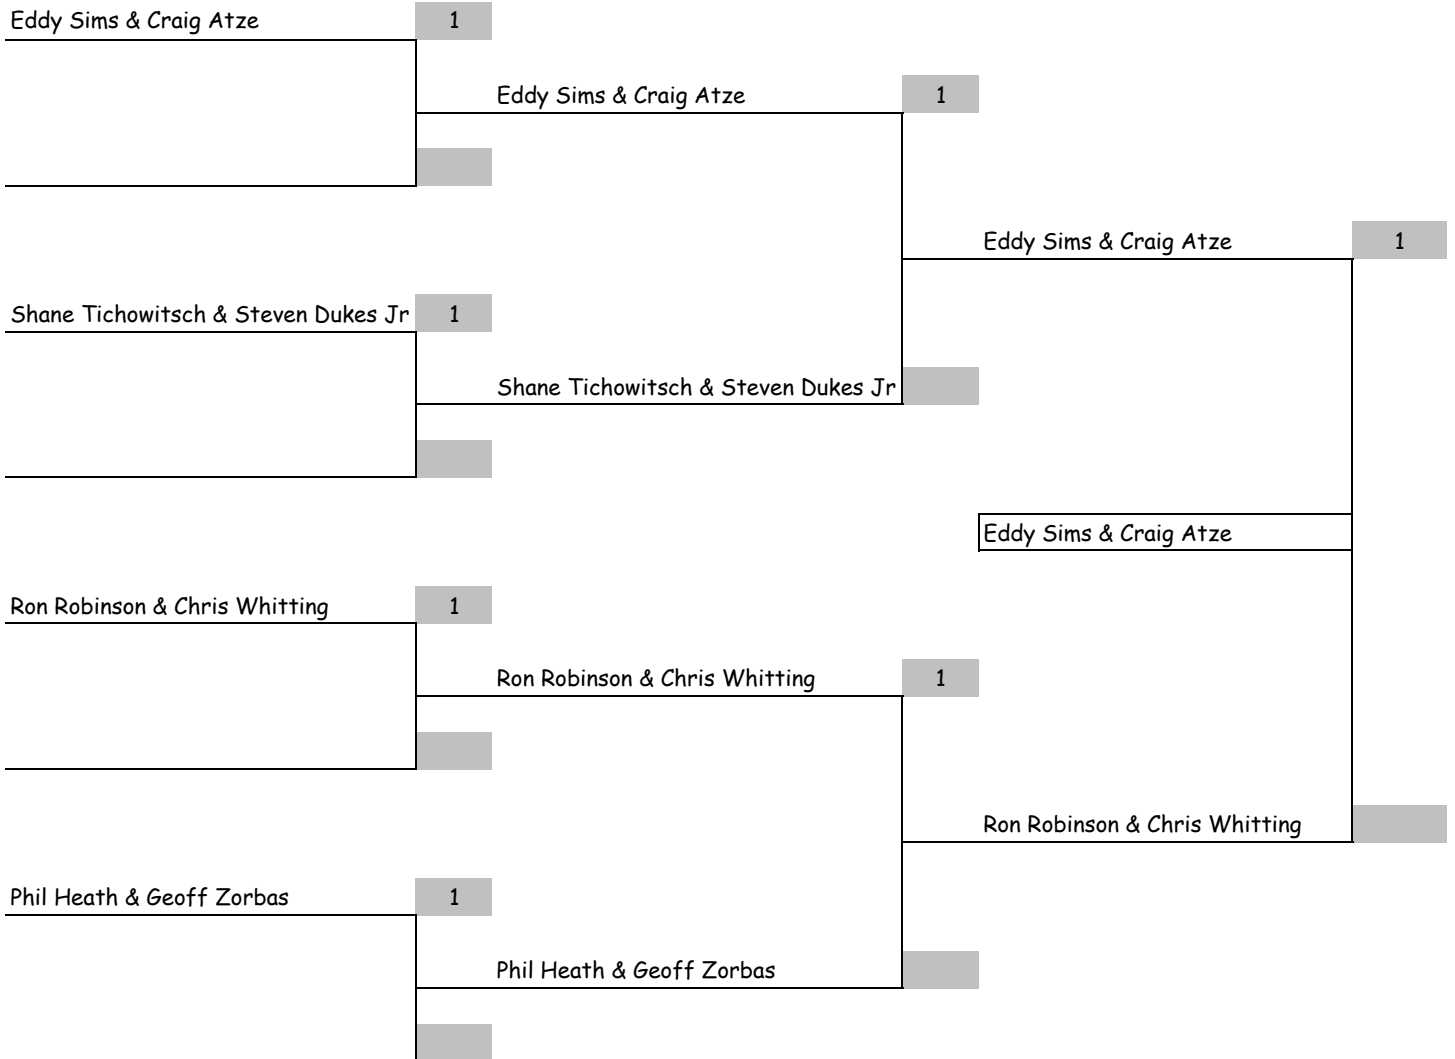 Eddy Sims & Craig Atze 1
Eddy Sims & Craig Atze 1
Eddy Sims & Craig Atze 1
Shane Tichowitsch & Steven Dukes Jr 1
Shane Tichowitsch & Steven Dukes Jr
Eddy Sims & Craig Atze
Ron Robinson & Chris Whitting 1
Ron Robinson & Chris Whitting 1
Ron Robinson & Chris Whitting
Phil Heath & Geoff Zorbas 1
Phil Heath & Geoff Zorbas